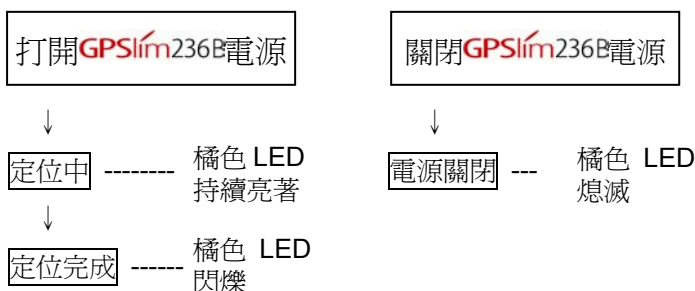 打開GPSlim236B電源
↓
定位中 -------- 橘色 LED
持續亮著
↓
定位完成 ------ 橘色 LED
閃爍
關閉GPSlim236B電源
↓
電源關閉 --- 橘色 LED
熄滅